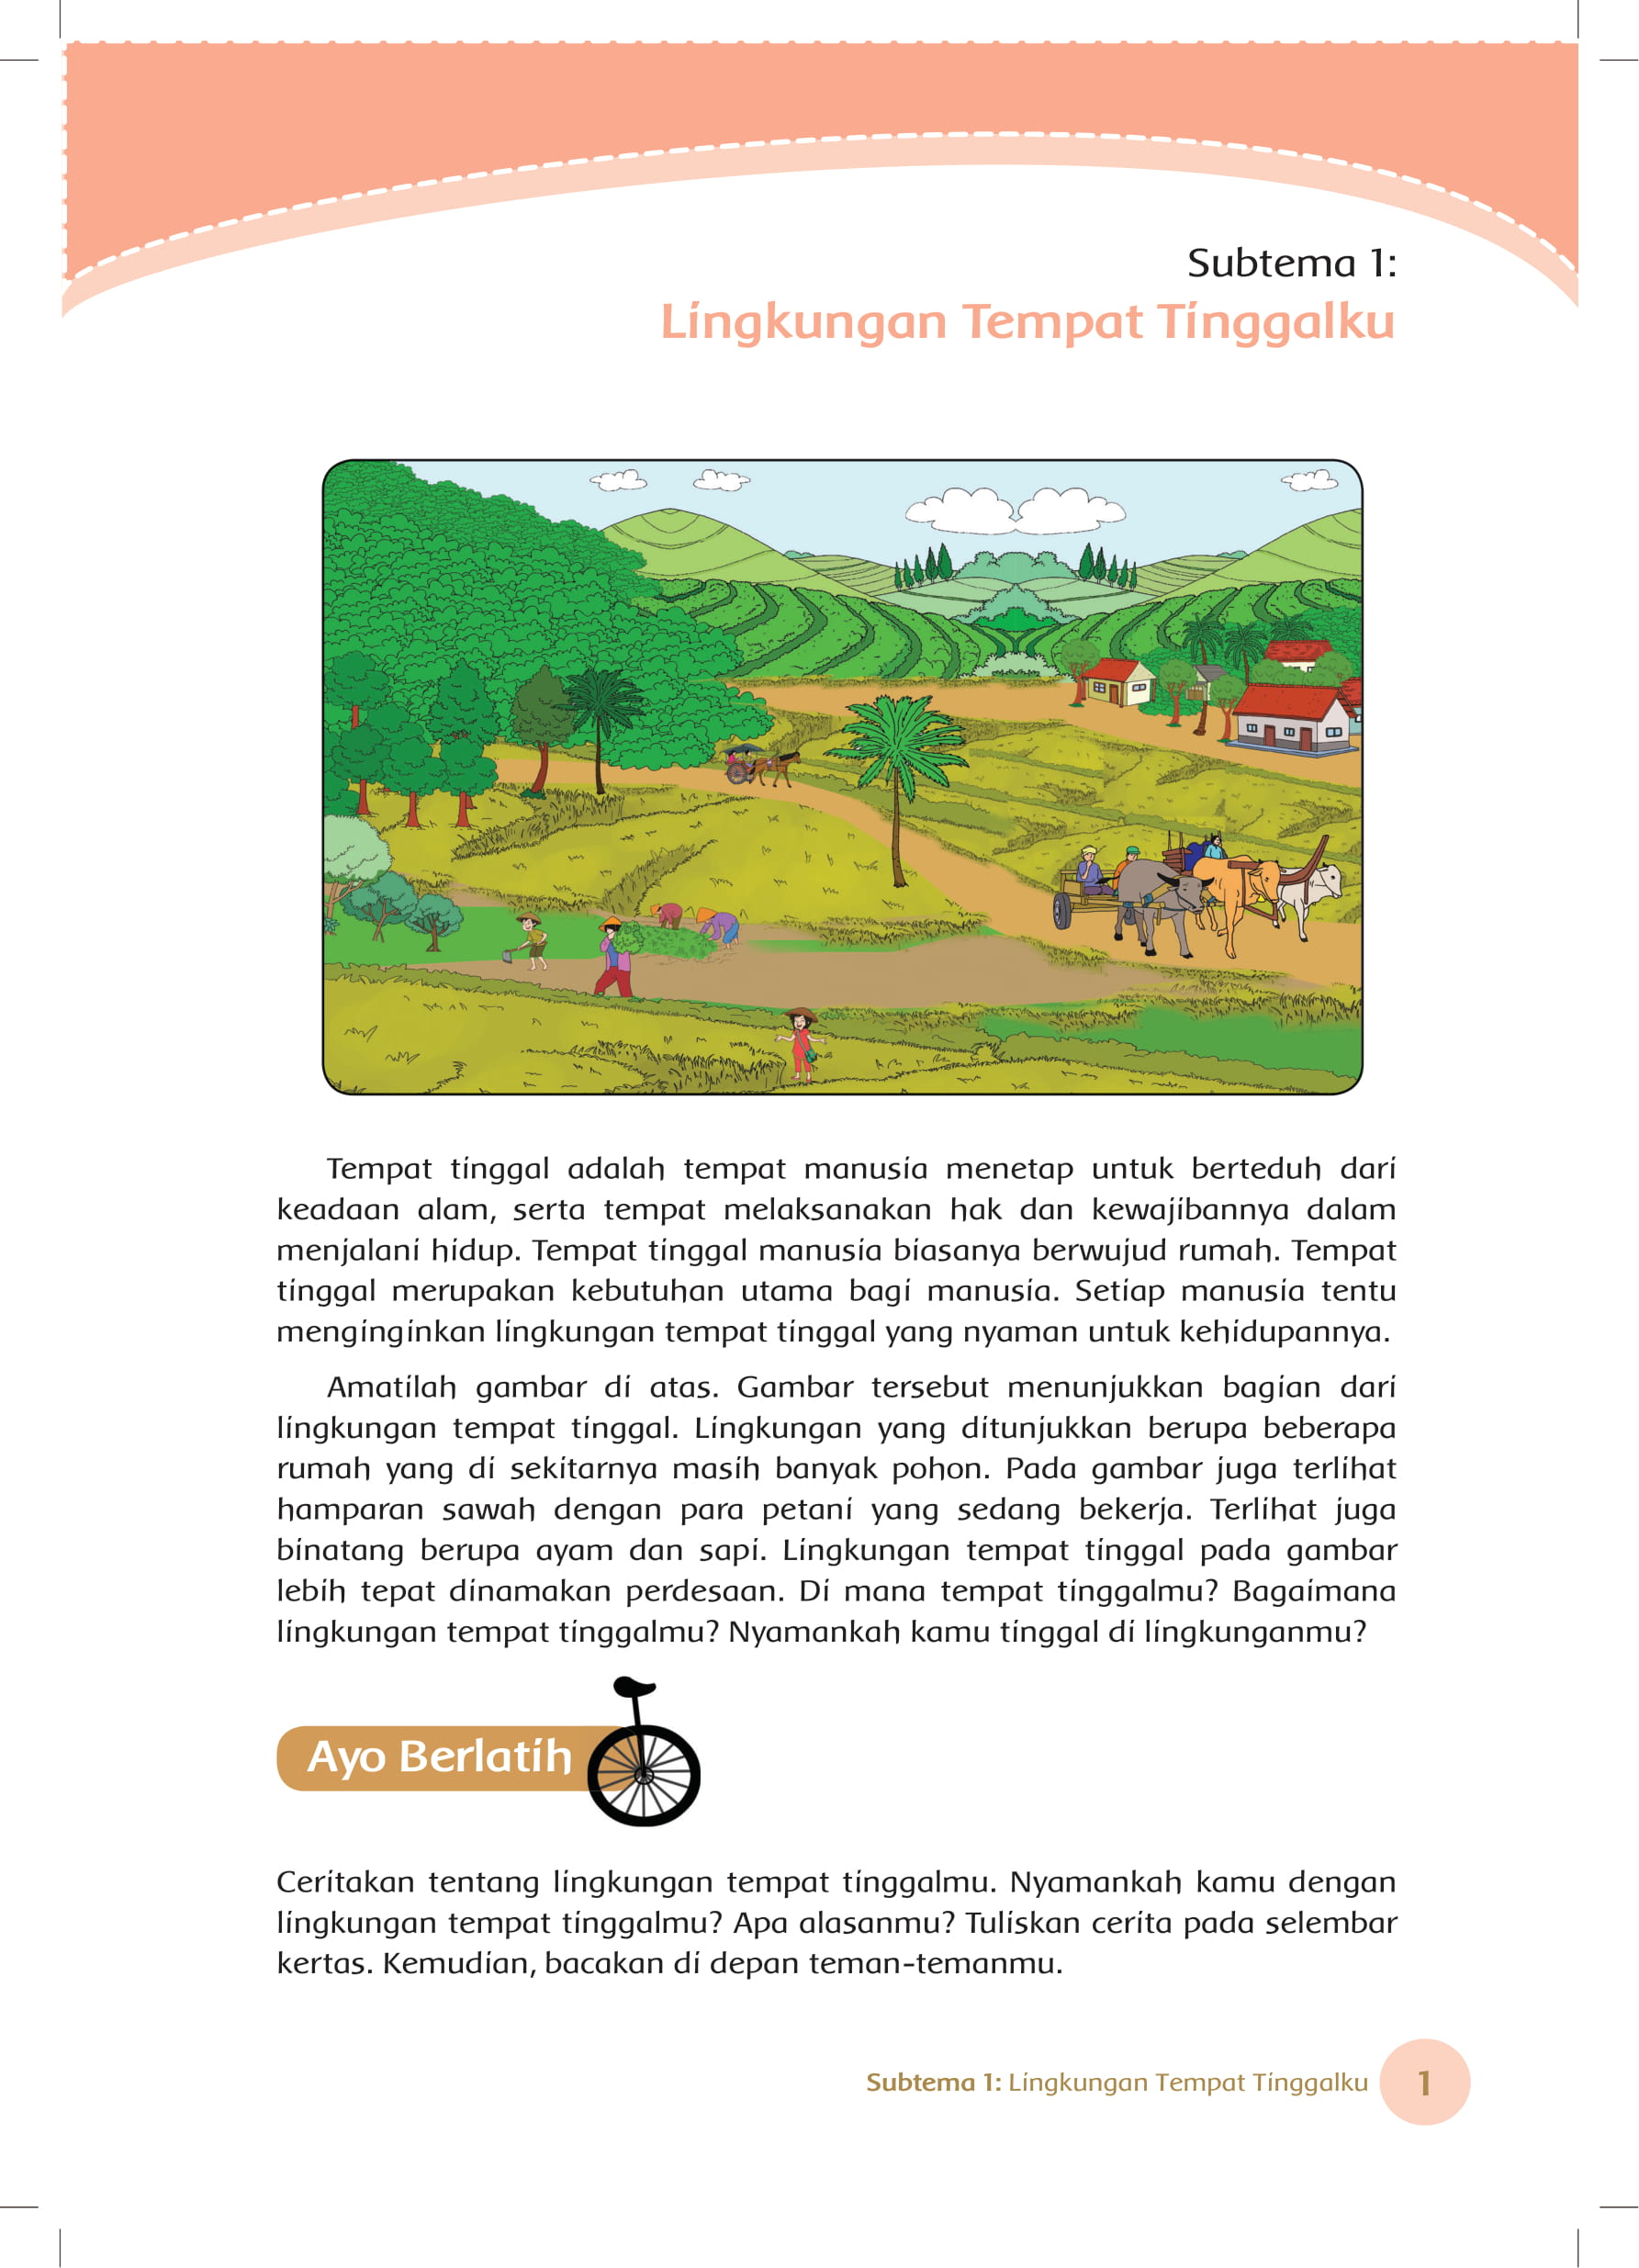 Subtema 1:
Lingkungan Tempat Tinggalku
Tempat tinggal adalah tempat manusia menetap untuk berteduh dari
keadaan alam, serta tempat melaksanakan hak dan kewajibannya dalam
menjalani hidup. Tempat tinggal manusia biasanya berwujud rumah. Tempat
tinggal merupakan kebutuhan utama bagi manusia. Setiap manusia tentu
menginginkan lingkungan tempat tinggal yang nyaman untuk kehidupannya.
Amatilah gambar di atas. Gambar tersebut menunjukkan bagian dari
lingkungan tempat tinggal. Lingkungan yang ditunjukkan berupa beberapa
rumah yang di sekitarnya masih banyak pohon. Pada gambar juga terlihat
hamparan sawah dengan para petani yang sedang bekerja. Terlihat juga
binatang berupa ayam dan sapi. Lingkungan tempat tinggal pada gambar
lebih tepat dinamakan perdesaan. Di mana tempat tinggalmu? Bagaimana
lingkungan tempat tinggalmu? Nyamankah kamu tinggal di lingkunganmu?
Ayo Berlatih
Ceritakan tentang lingkungan tempat tinggalmu. Nyamankah kamu dengan
lingkungan tempat tinggalmu? Apa alasanmu? Tuliskan cerita pada selembar
kertas. Kemudian, bacakan di depan teman-temanmu.
Subtema 1: Lingkungan Tempat Tinggalku 1